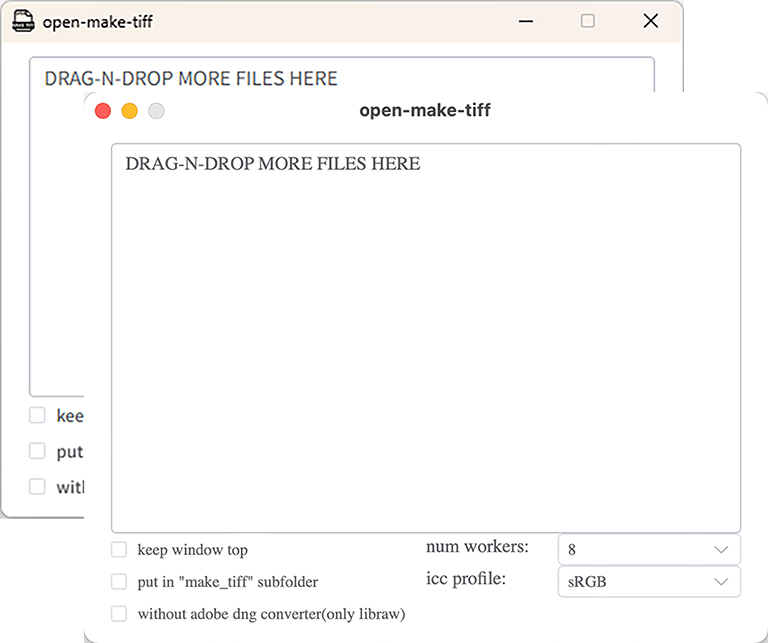 open-make-tiff
DRAG-N-DROP MORE FILES HERE
kee
put
with
open-make-tiff
DRAG-N-DROP MORE FILES HERE
keep window top
put in "make_tiff" subfolder
without adobe dng converter(only libraw)
num workers: 8
icc profile: sRGB